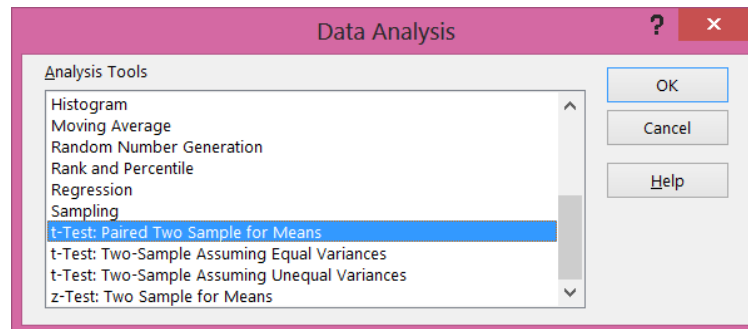 Data Analysis
?
×
Analysis Tools
Histogram
Moving Average
Random Number Generation
Rank and Percentile
Regression
Sampling
t-Test: Paired Two Sample for Means
t-Test: Two-Sample Assuming Equal Variances
t-Test: Two-Sample Assuming Unequal Variances
z-Test: Two Sample for Means
OK
Cancel
Help